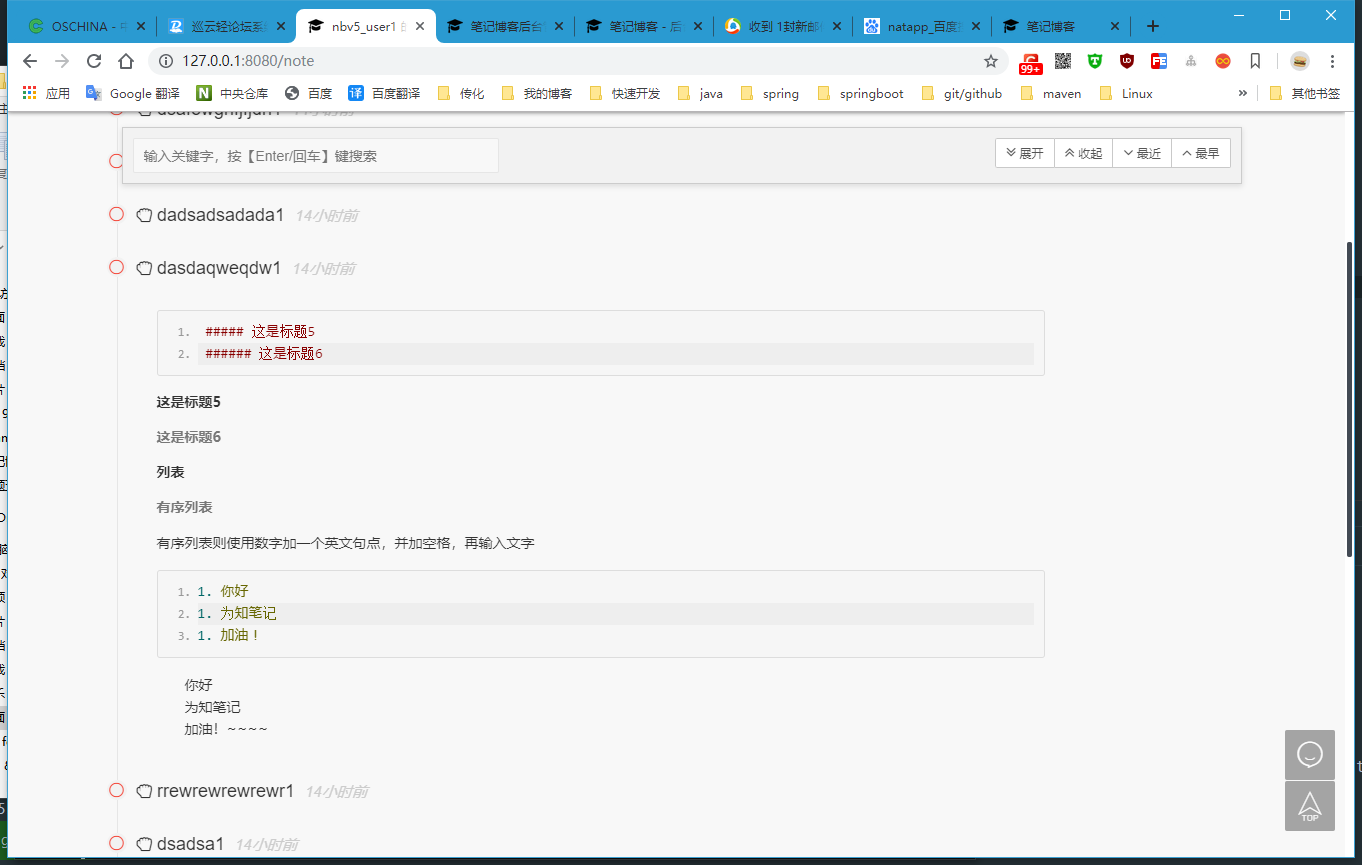 OSCHINA - 中
巡云轻论坛系统
nbv5_user1 的
笔记博客后台
笔记博客 - 后
收到 1封新邮
natapp_百度
笔记博客
127.0.0.1:8080/note
99+
应用
Google 翻译
中央仓库
百度
百度翻译
传化
我的博客
快速开发
java
spring
springboot
git/github
maven
Linux
»
其他书签
14小时前
输入关键字，按【Enter/回车】键搜索
展开
收起
最近
最早
dadsadsadada1 14小时前
dasdaqweqdw1 14小时前
1. ##### 这是标题5
2. ###### 这是标题6
这是标题5
这是标题6
列表
有序列表
有序列表则使用数字加一个英文句点，并加空格，再输入文字
1. 1. 你好
2. 1. 为知笔记
3. 1. 加油！
你好
为知笔记
加油！~~~~
rrewrewrewrewr1 14小时前
dsadsa1 14小时前
TOP